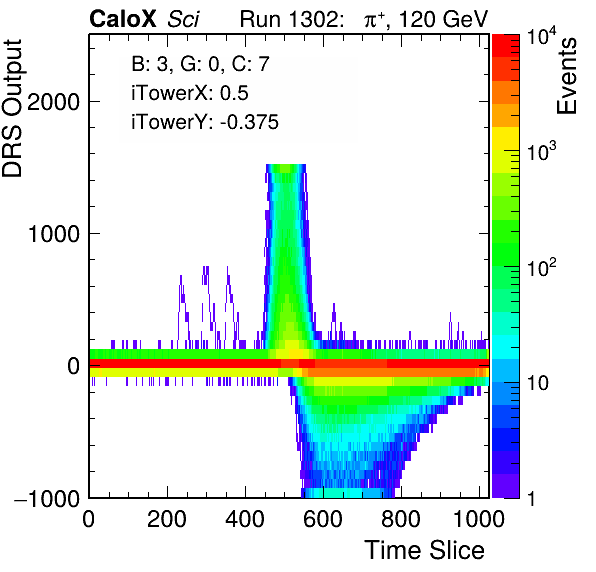 CaloX Sci Run 1302: π⁺, 120 GeV
B: 3, G: 0, C: 7
iTowerX: 0.5
iTowerY: -0.375
DRS Output
2000
1000
0
−1000
0 200 400 600 800 1000
Time Slice
10⁴
10³
10²
10
1
Events